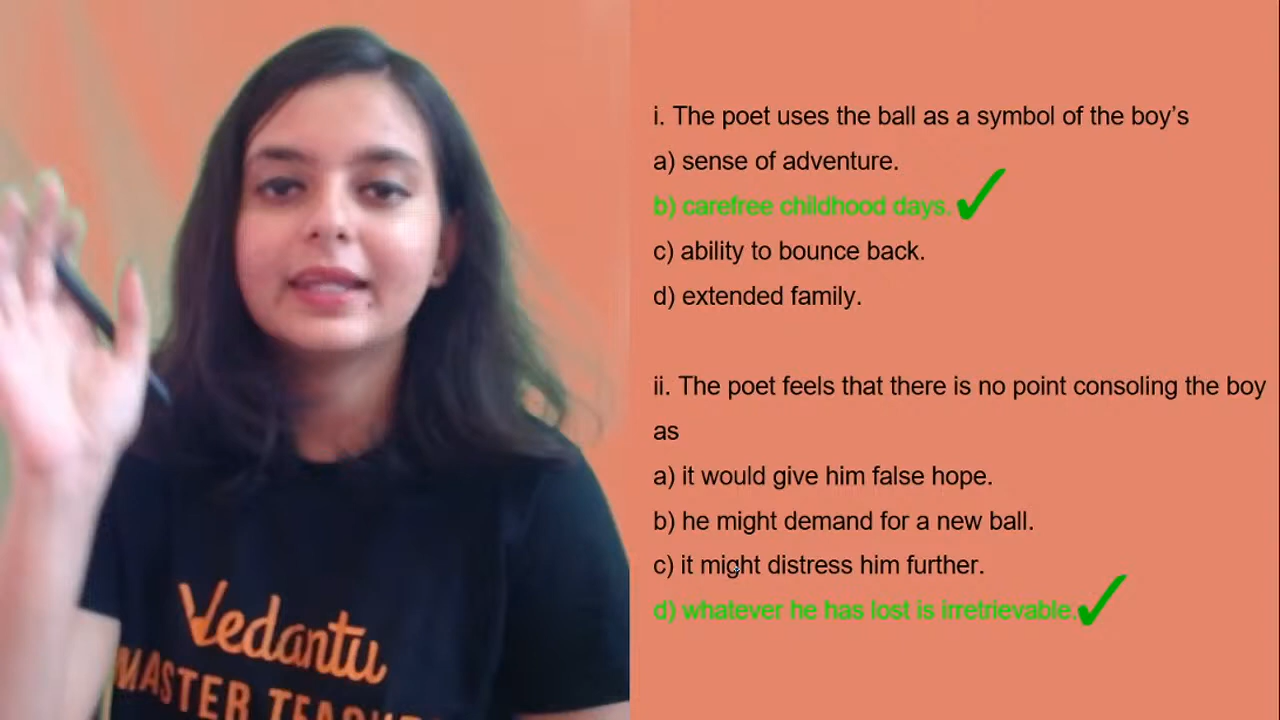 i. The poet uses the ball as a symbol of the boy’s
a) sense of adventure.
b) carefree childhood days.
c) ability to bounce back.
d) extended family.
ii. The poet feels that there is no point consoling the boy
as
a) it would give him false hope.
b) he might demand for a new ball.
c) it might distress him further.
d) whatever he has lost is irretrievable.
Vedantu
MASTER